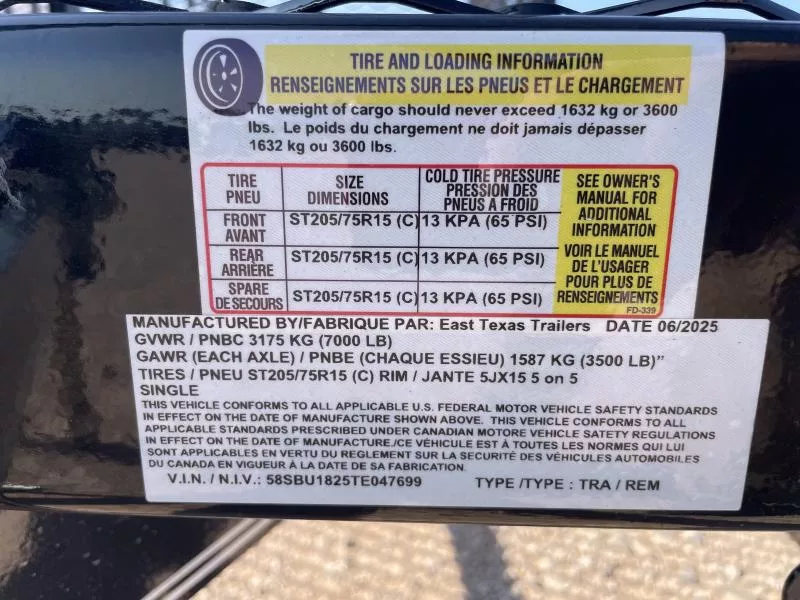 TIRE AND LOADING INFORMATION
RENSEIGNEMENTS SUR LES PNEUS ET LE CHARGEMENT
The weight of cargo should never exceed 1632 kg or 3600
lbs. Le poids du chargement ne doit jamais dépasser
1632 kg ou 3600 lbs.
TIRE PNEU
SIZE DIMENSIONS
COLD TIRE PRESSURE PRESSION DES PNEUS A FROID
FRONT AVANT
ST205/75R15 (C)
13 KPA (65 PSI)
REAR ARRIÈRE
ST205/75R15 (C)
13 KPA (65 PSI)
SPARE DE SECOURS
ST205/75R15 (C)
13 KPA (65 PSI)
SEE OWNER'S
MANUAL FOR
ADDITIONAL
INFORMATION
VOIR LE MANUEL
DE L'USAGER
POUR PLUS DE
RENSEIGNEMENTS
FD-339
MANUFACTURED BY/FABRIQUE PAR: East Texas Trailers DATE 06/2025
GVWR / PNBC 3175 KG (7000 LB)
GAWR (EACH AXLE) / PNBE (CHAQUE ESSIEU) 1587 KG (3500 LB)"
TIRES / PNEU ST205/75R15 (C) RIM / JANTE 5JX15 5 on 5
SINGLE
THIS VEHICLE CONFORMS TO ALL APPLICABLE U.S. FEDERAL MOTOR VEHICLE SAFETY STANDARDS
IN EFFECT ON THE DATE OF MANUFACTURE SHOWN ABOVE. THIS VEHICLE CONFORMS TO ALL
APPLICABLE STANDARDS PRESCRIBED UNDER CANADIAN MOTORE VEHICLE SAFETY REGULATIONS
IN EFFECT ON THE DATE OF MANUFACTURE./CE VÉHICULE EST À TOUTES LES NORMES QUI LUI
SONT APPLICABLES EN VERTU DU REGLEMENT SUR LA SECURITÉ DES VÉHICULES AUTOMOBILES
DU CANADA EN VIGUEUR À LA DATE DE SA FABRICATION.
V.I.N. / N.I.V.: 58SBU1825TE047699 TYPE /TYPE : TRA / REM